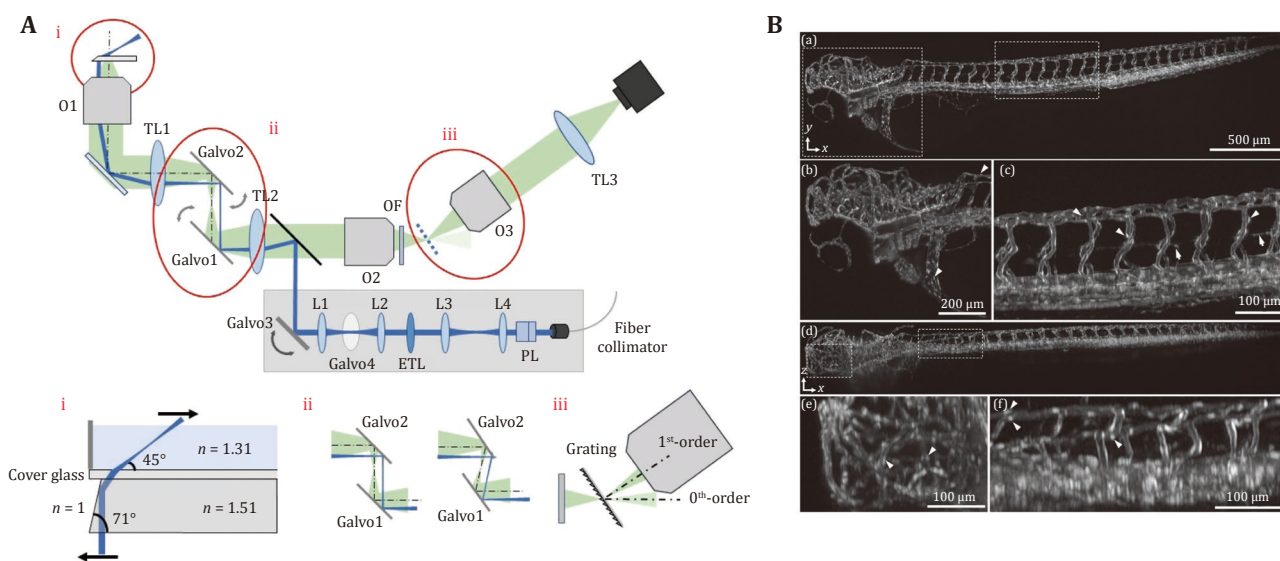 A
B
i
O1
TL1
ii
Galvo2
Galvo1
TL2
OF
O2
iii
O3
TL3
Galvo3
L1
L2
L3
L4
Galvo4
ETL
PL
Fiber
collimator
i
n = 1.31
45°
Cover glass
n = 1
71°
n = 1.51
ii
Galvo2
Galvo1
Galvo2
Galvo1
iii
Grating
1st-order
0th-order
(a)
y
x
500 μm
(b)
200 μm
(c)
100 μm
(d)
z
x
(e)
100 μm
(f)
100 μm